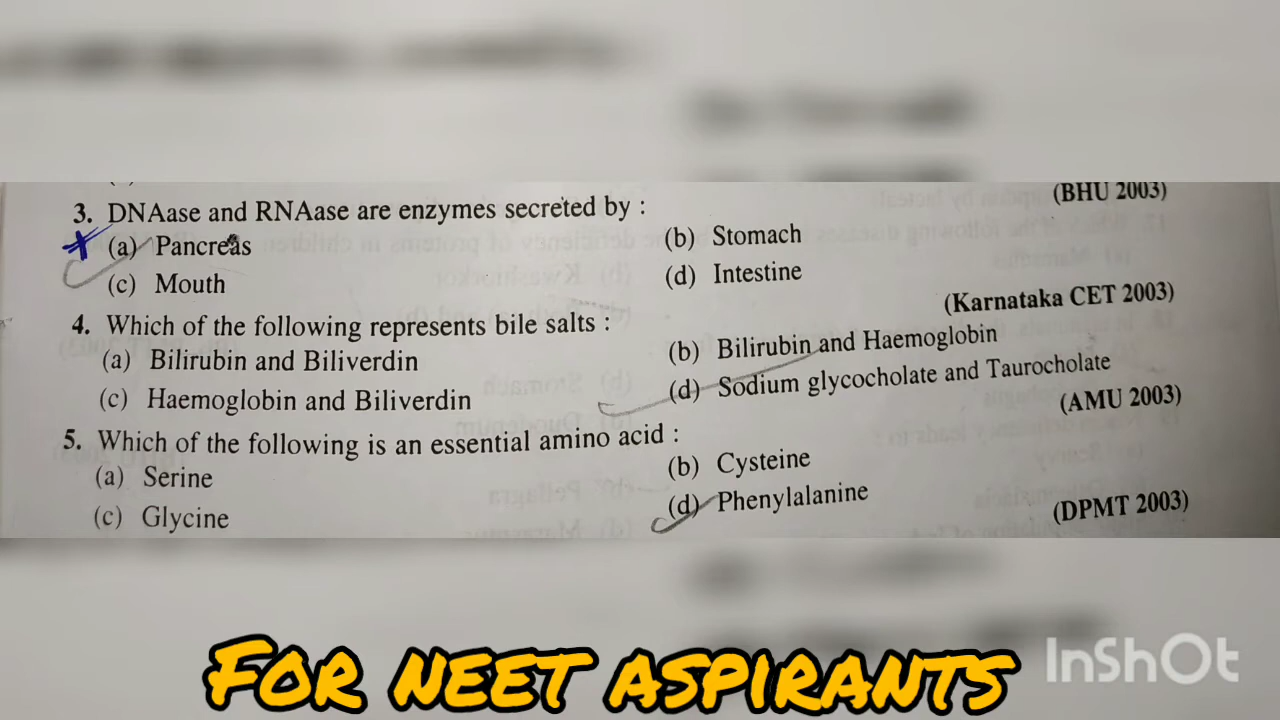 (BHU 2003)
3. DNAase and RNAase are enzymes secreted by :
(a) Pancreas (b) Stomach
(c) Mouth (d) Intestine
(Karnataka CET 2003)
4. Which of the following represents bile salts :
(a) Bilirubin and Biliverdin (b) Bilirubin and Haemoglobin
(c) Haemoglobin and Biliverdin (d) Sodium glycocholate and Taurocholate
(AMU 2003)
5. Which of the following is an essential amino acid :
(a) Serine (b) Cysteine
(c) Glycine (d) Phenylalanine
(DPMT 2003)
FOR NEET ASPIRANTS
InShOt